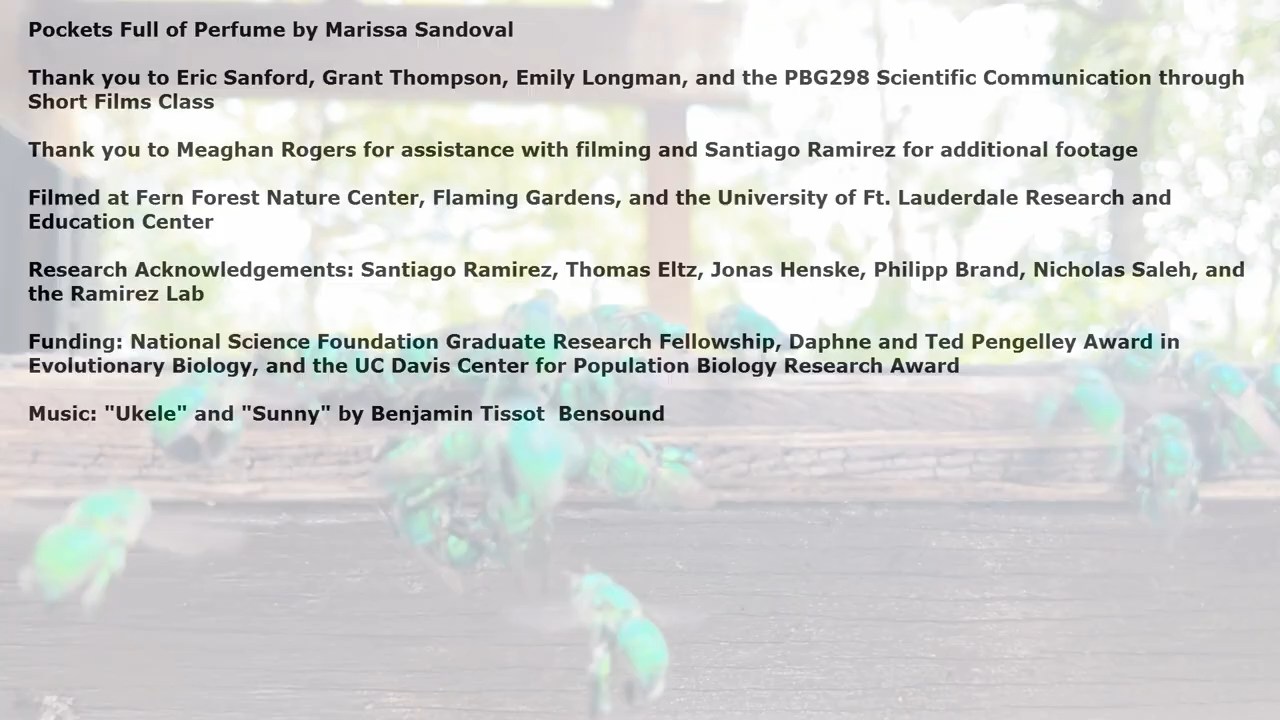 Pockets Full of Perfume by Marissa Sandoval
Thank you to Eric Sanford, Grant Thompson, Emily Longman, and the PBG298 Scientific Communication through
Short Films Class
Thank you to Meaghan Rogers for assistance with filming and Santiago Ramirez for additional footage
Filmed at Fern Forest Nature Center, Flaming Gardens, and the University of Ft. Lauderdale Research and
Education Center
Research Acknowledgements: Santiago Ramirez, Thomas Eltz, Jonas Henske, Philipp Brand, Nicholas Saleh, and
the Ramirez Lab
Funding: National Science Foundation Graduate Research Fellowship, Daphne and Ted Pengelley Award in
Evolutionary Biology, and the UC Davis Center for Population Biology Research Award
Music: "Ukele" and "Sunny" by Benjamin Tissot  Bensound